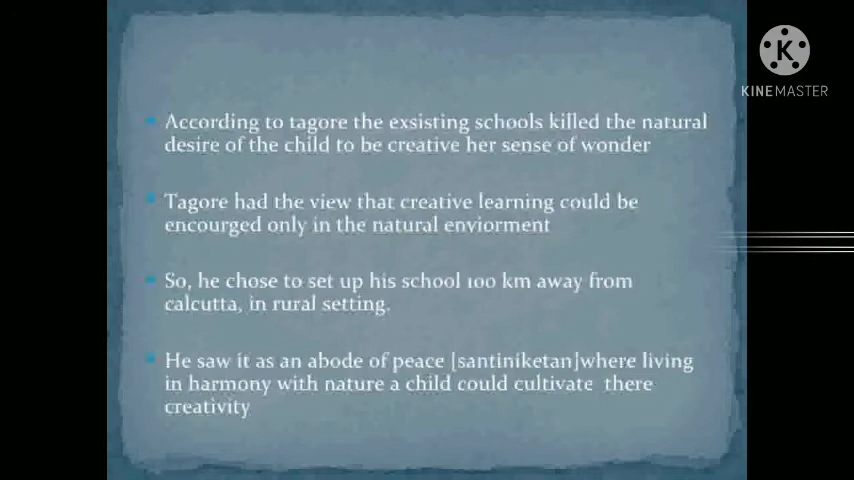 K
KINEMASTER
According to tagore the exsisting schools killed the natural
desire of the child to be creative her sense of wonder
Tagore had the view that creative learning could be
encourged only in the natural enviorment
So, he chose to set up his school 100 km away from
calcutta, in rural setting.
He saw it as an abode of peace [santiniketan]where living
in harmony with nature a child could cultivate there
creativity